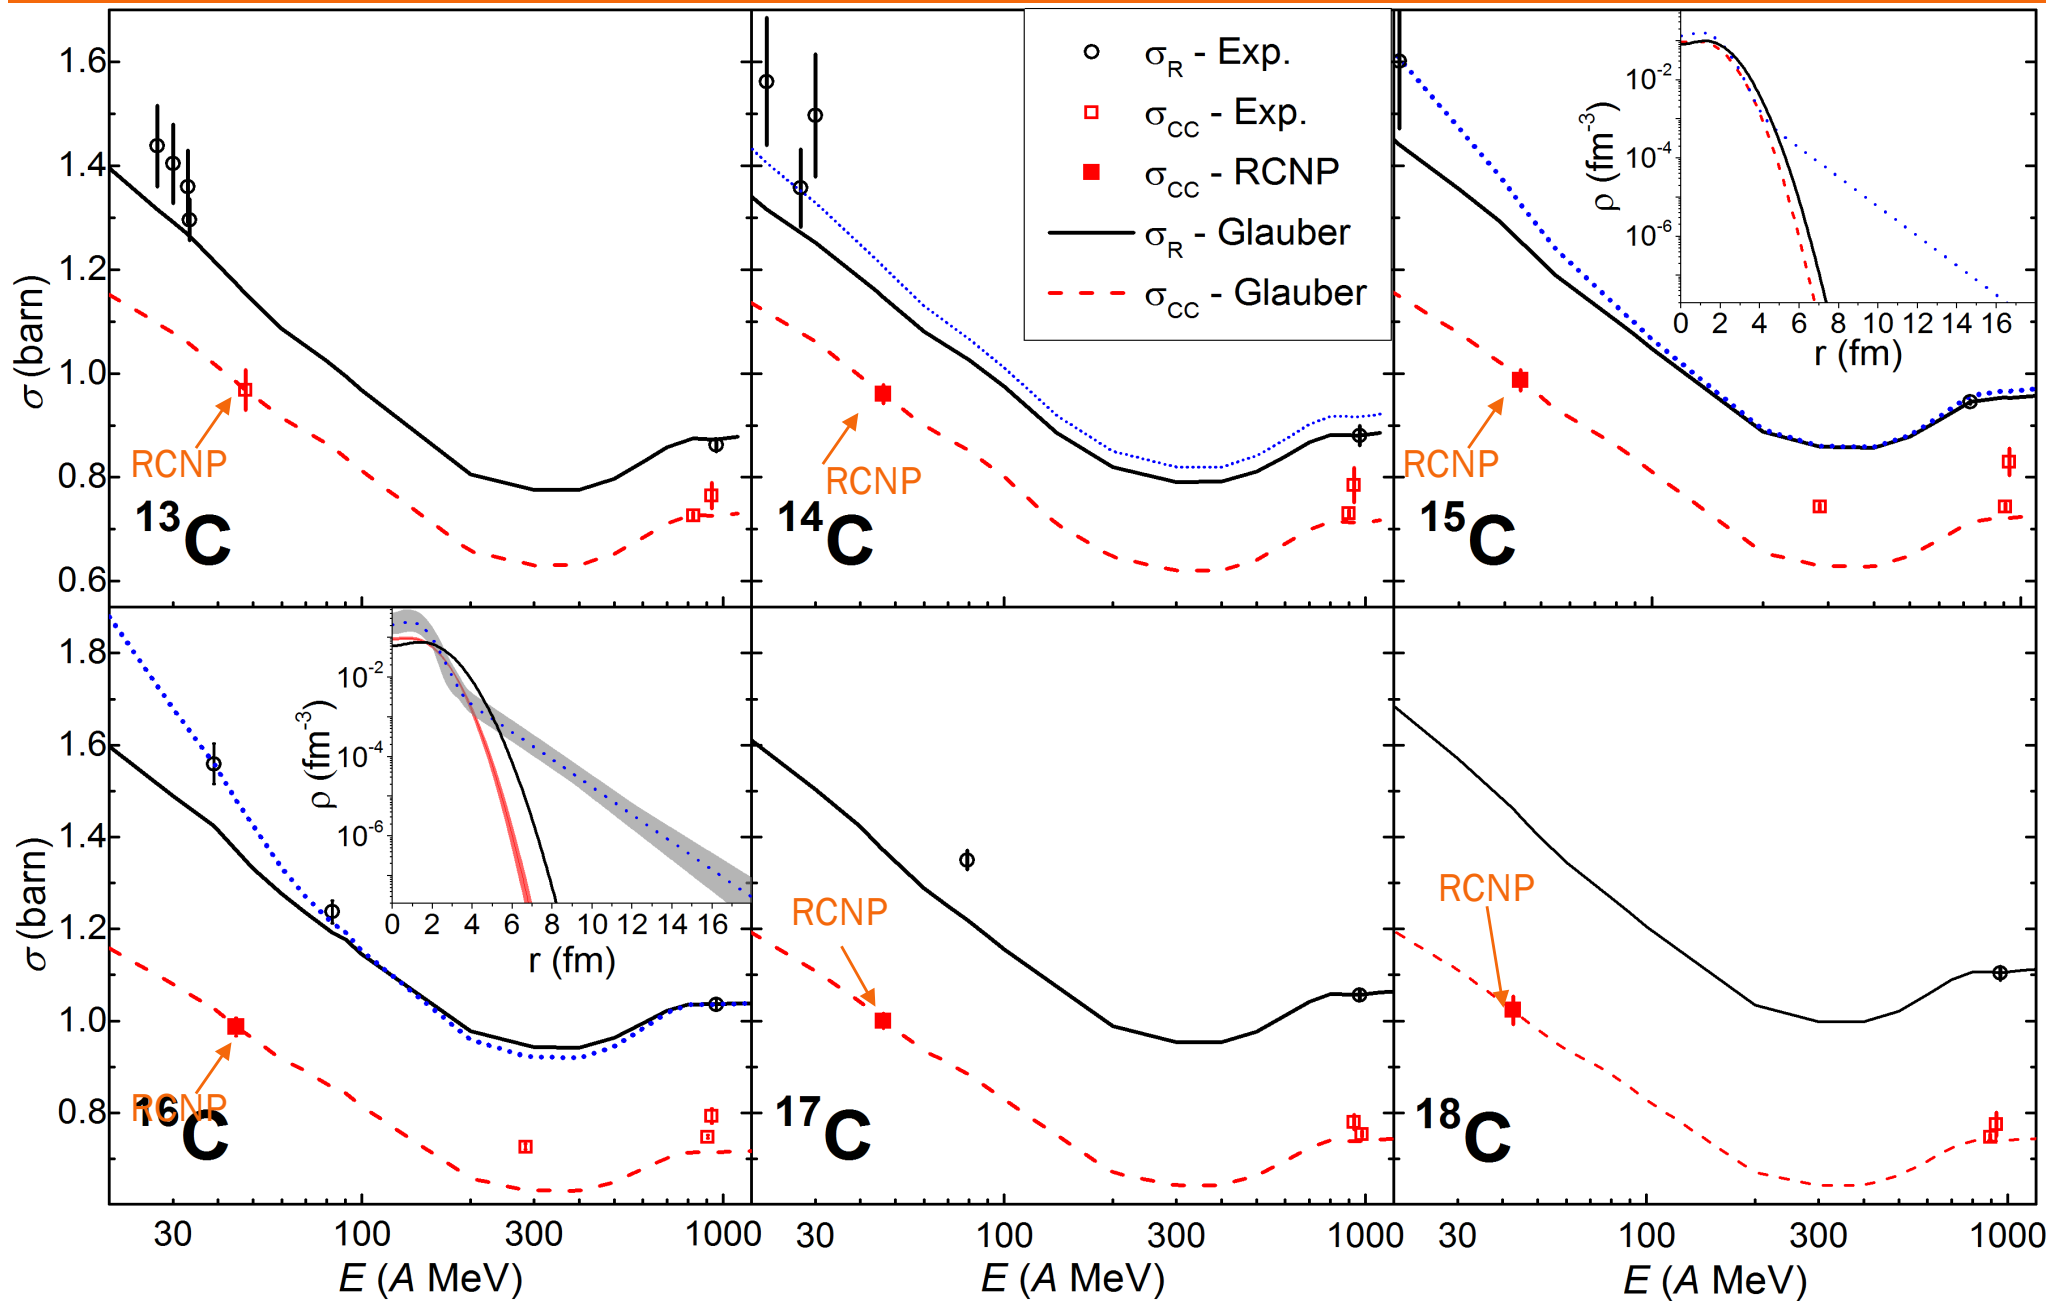 σR - Exp.
σCC - Exp.
σCC - RCNP
σR - Glauber
σCC - Glauber
σ (barn)
1.6
1.4
1.2
1.0
0.8
0.6
RCNP
13C
RCNP
14C
RCNP
15C
ρ (fm-3)
10-2
10-4
10-6
0 2 4 6 8 10 12 14 16
r (fm)
σ (barn)
1.8
1.6
1.4
1.2
1.0
0.8
ρ (fm-3)
10-2
10-4
10-6
0 2 4 6 8 10 12 14 16
r (fm)
RCNP
16C
RCNP
17C
RCNP
18C
30 100 300 1000
30 100 300 1000
30 100 300 1000
E (A MeV)
E (A MeV)
E (A MeV)